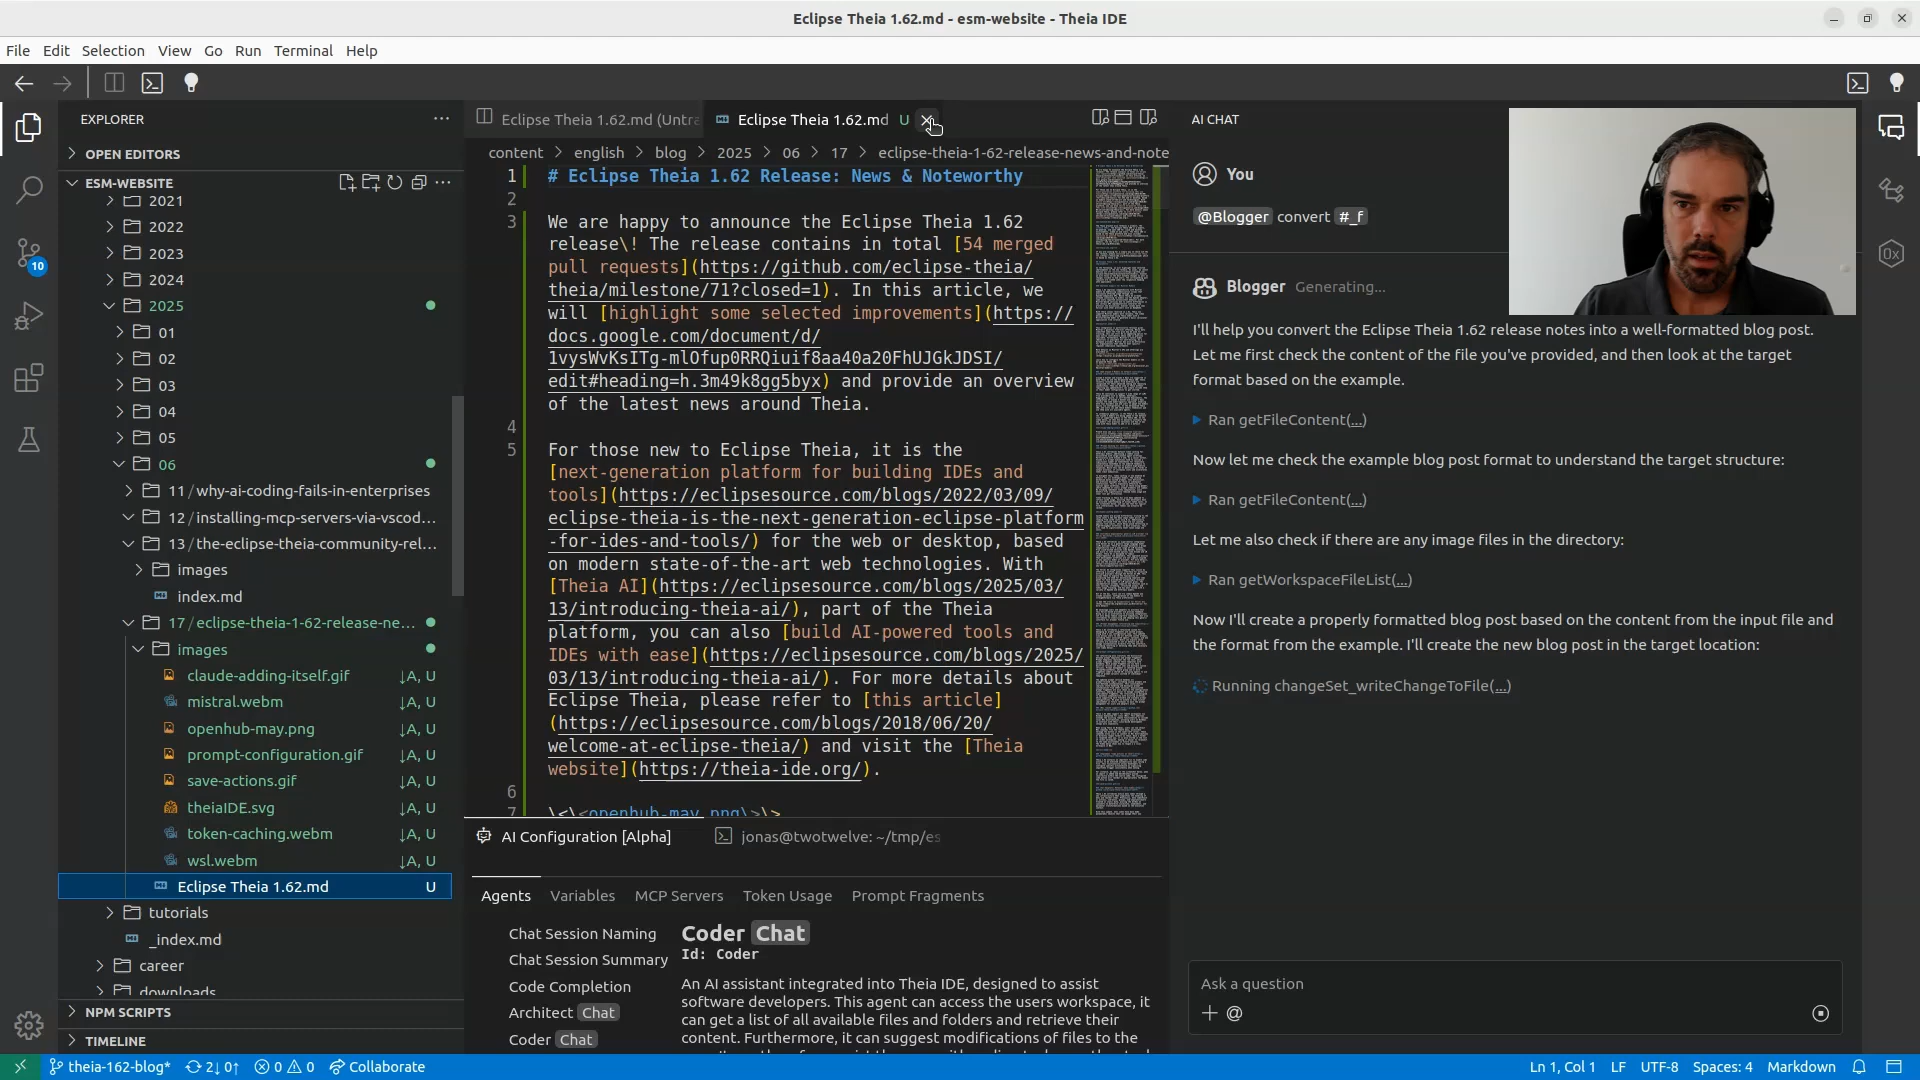 Eclipse Theia 1.62.md - esm-website - Theia IDE
File Edit Selection View Go Run Terminal Help
EXPLORER
OPEN EDITORS
ESM-WEBSITE
2021
2022
2023
2024
2025
01
02
03
04
05
06
11/why-ai-coding-fails-in-enterprises
12/installing-mcp-servers-via-vscod...
13/the-eclipse-theia-community-rel...
images
index.md
17/eclipse-theia-1-62-release-ne...
images
claude-adding-itself.gif ↓A, U
mistral.webm ↓A, U
openhub-may.png ↓A, U
prompt-configuration.gif ↓A, U
save-actions.gif ↓A, U
theiaIDE.svg ↓A, U
token-caching.webm ↓A, U
wsl.webm ↓A, U
Eclipse Theia 1.62.md U
tutorials
_index.md
career
downloads
NPM SCRIPTS
TIMELINE
10
Eclipse Theia 1.62.md (Untra
Eclipse Theia 1.62.md U
content > english > blog > 2025 > 06 > 17 > eclipse-theia-1-62-release-news-and-note
1 # Eclipse Theia 1.62 Release: News & Noteworthy
2
3 We are happy to announce the Eclipse Theia 1.62
release\! The release contains in total [54 merged
pull requests](https://github.com/eclipse-theia/
theia/milestone/71?closed=1). In this article, we
will [highlight some selected improvements](https://
docs.google.com/document/d/
1vysWvKsITg-mlOfup0RRQiuif8aa40a20FhUJGkJDSI/
edit#heading=h.3m49k8gg5byx) and provide an overview
of the latest news around Theia.
4
5 For those new to Eclipse Theia, it is the
[next-generation platform for building IDEs and
tools](https://eclipsesource.com/blogs/2022/03/09/
eclipse-theia-is-the-next-generation-eclipse-platform
-for-ides-and-tools/) for the web or desktop, based
on modern state-of-the-art web technologies. With
[Theia AI](https://eclipsesource.com/blogs/2025/03/
13/introducing-theia-ai/), part of the Theia
platform, you can also [build AI-powered tools and
IDEs with ease](https://eclipsesource.com/blogs/2025/
03/13/introducing-theia-ai/). For more details about
Eclipse Theia, please refer to [this article]
(https://eclipsesource.com/blogs/2018/06/20/
welcome-at-eclipse-theia/) and visit the [Theia
website](https://theia-ide.org/).
6
7 \<\<openhub-may.png\>\>
AI Configuration [Alpha]
jonas@twotwelve: ~/tmp/es
Agents Variables MCP Servers Token Usage Prompt Fragments
Chat Session Naming
Chat Session Summary
Code Completion
Architect Chat
Coder Chat
Coder Chat
Id: Coder
An AI assistant integrated into Theia IDE, designed to assist
software developers. This agent can access the users workspace, it
can get a list of all available files and folders and retrieve their
content. Furthermore, it can suggest modifications of files to the
AI CHAT
You
@Blogger convert #_f
Blogger Generating...
I'll help you convert the Eclipse Theia 1.62 release notes into a well-formatted blog post.
Let me first check the content of the file you've provided, and then look at the target
format based on the example.
Ran getFileContent(...)
Now let me check the example blog post format to understand the target structure:
Ran getFileContent(...)
Let me also check if there are any image files in the directory:
Ran getWorkspaceFileList(...)
Now I'll create a properly formatted blog post based on the content from the input file and
the format from the example. I'll create the new blog post in the target location:
Running changeSet_writeChangeToFile(...)
Ask a question
+ @
theia-162-blog* 2↓ 0↑ 0 0 Collaborate
Ln 1, Col 1 LF UTF-8 Spaces: 4 Markdown